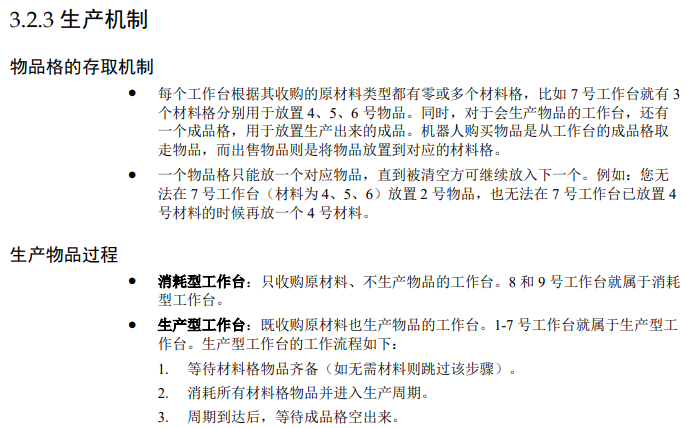 3.2.3 生产机制
物品格的存取机制
● 每个工作台根据其收购的原材料类型都有零或多个材料格，比如 7 号工作台就有 3
个材料格分别用于放置 4、5、6 号物品。同时，对于会生产物品的工作台，还有
一个成品格，用于放置生产出来的成品。机器人购买物品是从工作台的成品格取
走物品，而出售物品则是将物品放置到对应的材料格。
● 一个物品格只能放一个对应物品，直到被清空方可继续放入下一个。例如：您无
法在 7 号工作台（材料为 4、5、6）放置 2 号物品，也无法在 7 号工作台已放置 4
号材料的时候再放一个 4 号材料。
生产物品过程
● 消耗型工作台：只收购原材料、不生产物品的工作台。8 和 9 号工作台就属于消耗
型工作台。
● 生产型工作台：既收购原材料也生产物品的工作台。1-7 号工作台就属于生产型工
作台。生产型工作台的工作流程如下：
1. 等待材料格物品齐备（如无需材料则跳过该步骤）。
2. 消耗所有材料格物品并进入生产周期。
3. 周期到达后，等待成品格空出来。